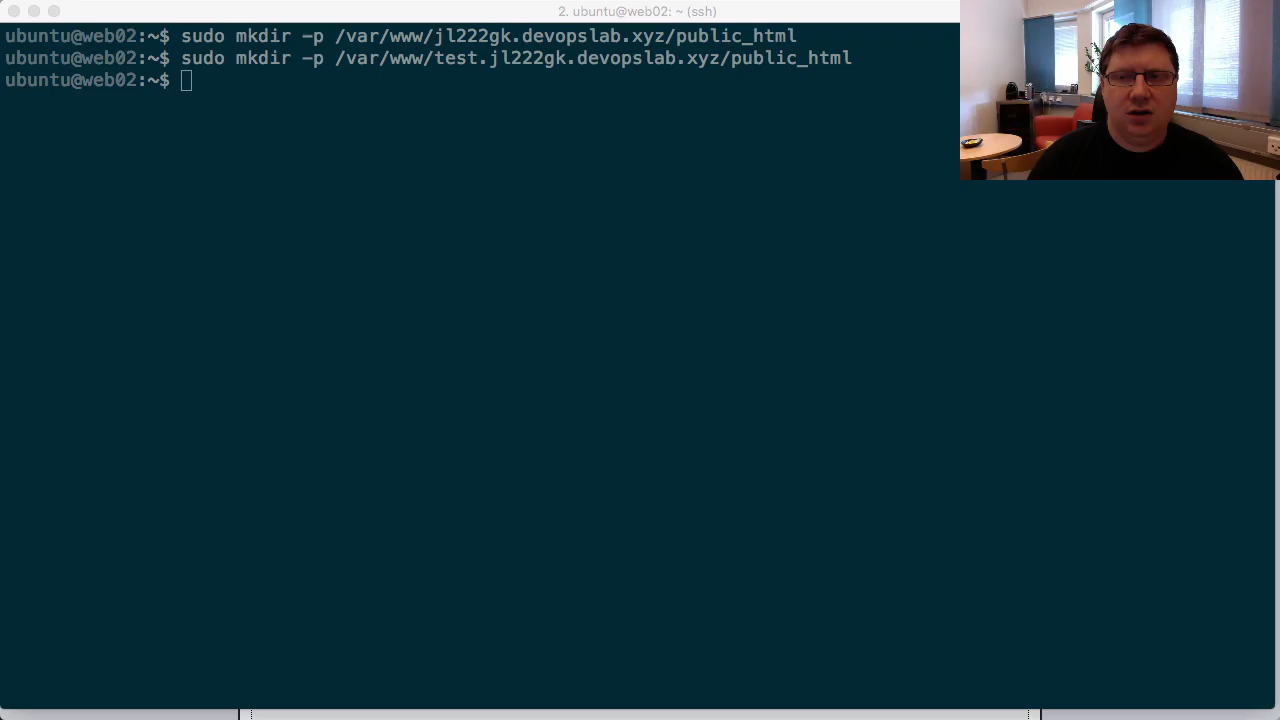 2. ubuntu@web02: ~ (ssh)
ubuntu@web02:~$ sudo mkdir -p /var/www/jl222gk.devopslab.xyz/public_html
ubuntu@web02:~$ sudo mkdir -p /var/www/test.jl222gk.devopslab.xyz/public_html
ubuntu@web02:~$